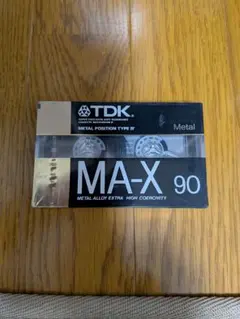 TDK
METAL POSITION TYPE IV
Metal
MA-X 90
METAL ALLOY EXTRA HIGH COERCIVITY